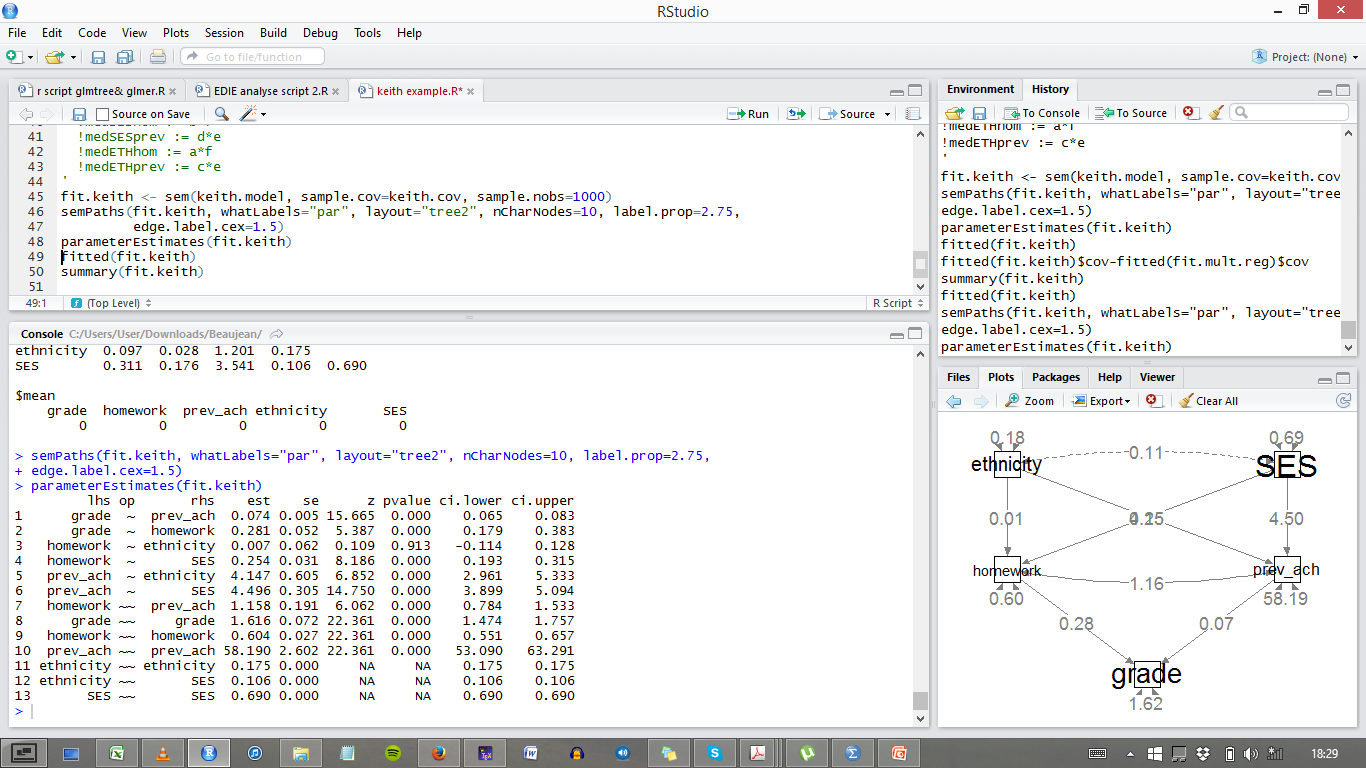 RStudio
File Edit Code View Plots Session Build Debug Tools Help
Go to file/function
Project: (None)
r script glmtree& glmer.R
EDIE analyse script 2.R
keith example.R*
Source on Save
Run
Source
41 !medSESprev := d*e
42 !medETHhom := a*f
43 !medETHprev := c*e
44 '
45 fit.keith <- sem(keith.model, sample.cov=keith.cov, sample.nobs=1000)
46 semPaths(fit.keith, whatLabels="par", layout="tree2", nCharNodes=10, label.prop=2.75,
47 edge.label.cex=1.5)
48 parameterEstimates(fit.keith)
49 fitted(fit.keith)
50 summary(fit.keith)
51
49:1 (Top Level) R Script
Console C:/Users/User/Downloads/Beaujean/
ethnicity 0.097 0.028 1.201 0.175
SES 0.311 0.176 3.541 0.106 0.690
$mean
grade homework prev_ach ethnicity SES
0 0 0 0 0
> semPaths(fit.keith, whatLabels="par", layout="tree2", nCharNodes=10, label.prop=2.75,
+ edge.label.cex=1.5)
> parameterEstimates(fit.keith)
lhs op rhs est se z pvalue ci.lower ci.upper
1 grade ~ prev_ach 0.074 0.005 15.665 0.000 0.065 0.083
2 grade ~ homework 0.281 0.052 5.387 0.000 0.179 0.383
3 homework ~ ethnicity 0.007 0.062 0.109 0.913 -0.114 0.128
4 homework ~ SES 0.254 0.031 8.186 0.000 0.193 0.315
5 prev_ach ~ ethnicity 4.147 0.605 6.852 0.000 2.961 5.333
6 prev_ach ~ SES 4.496 0.305 14.750 0.000 3.899 5.094
7 homework ~~ prev_ach 1.158 0.191 6.062 0.000 0.784 1.533
8 grade ~~ grade 1.616 0.072 22.361 0.000 1.474 1.757
9 homework ~~ homework 0.604 0.027 22.361 0.000 0.551 0.657
10 prev_ach ~~ prev_ach 58.190 2.602 22.361 0.000 53.090 63.291
11 ethnicity ~~ ethnicity 0.175 0.000 NA NA 0.175 0.175
12 ethnicity ~~ SES 0.106 0.000 NA NA 0.106 0.106
13 SES ~~ SES 0.690 0.000 NA NA 0.690 0.690
>
Environment History
To Console
To Source
!medETHhom := a*f
!medETHprev := c*e
'
fit.keith <- sem(keith.model, sample.cov=keith.cov
semPaths(fit.keith, whatLabels="par", layout="tree
edge.label.cex=1.5)
parameterEstimates(fit.keith)
fitted(fit.keith)
fitted(fit.keith)$cov-fitted(fit.mult.reg)$cov
summary(fit.keith)
fitted(fit.keith)
semPaths(fit.keith, whatLabels="par", layout="tree
edge.label.cex=1.5)
parameterEstimates(fit.keith)
Files Plots Packages Help Viewer
Zoom Export Clear All
0.18 0.69
ethnicity 0.11 SES
0.01 4.50
homework 1.16 prev_ach
0.60 58.19
0.28 0.07
grade
1.62
18:29